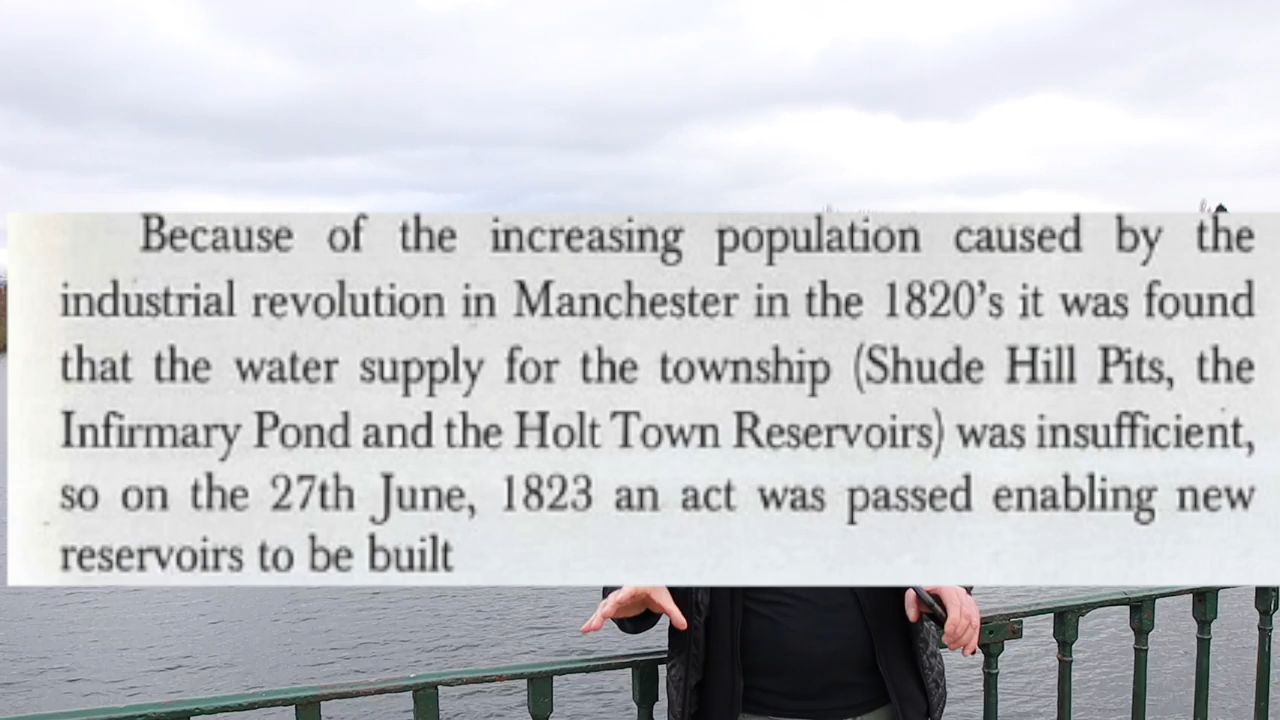 Because of the increasing population caused by the
industrial revolution in Manchester in the 1820's it was found
that the water supply for the township (Shude Hill Pits, the
Infirmary Pond and the Holt Town Reservoirs) was insufficient,
so on the 27th June, 1823 an act was passed enabling new
reservoirs to be built